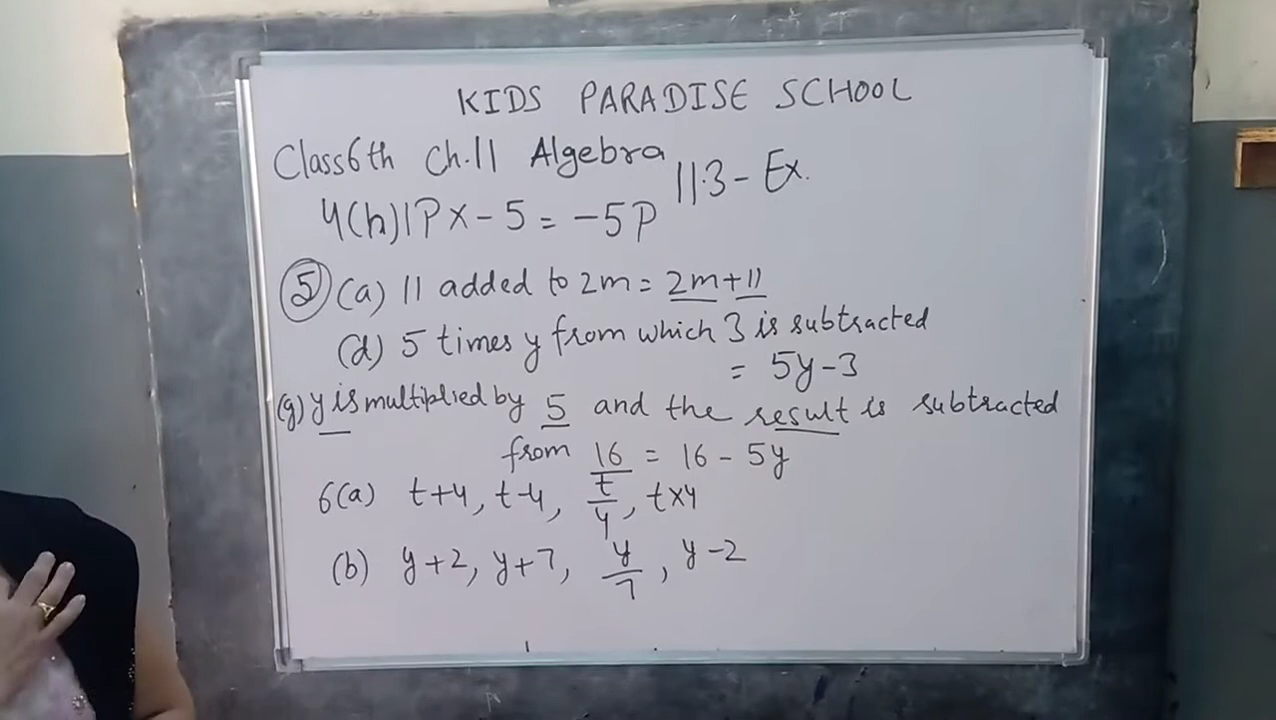 KIDS PARADISE SCHOOL
Class 6th Ch.11 Algebra 11.3 - Ex.
4(h) 1P x - 5 = -5P
5 (a) 11 added to 2m = 2m+11
(d) 5 times y from which 3 is subtracted
= 5y-3
(g) y is multiplied by 5 and the result is subtracted
from 16 = 16 - 5y
6(a) t+4, t-4, t/4, t×4
(b) y+2, y+7, y/7, y-2